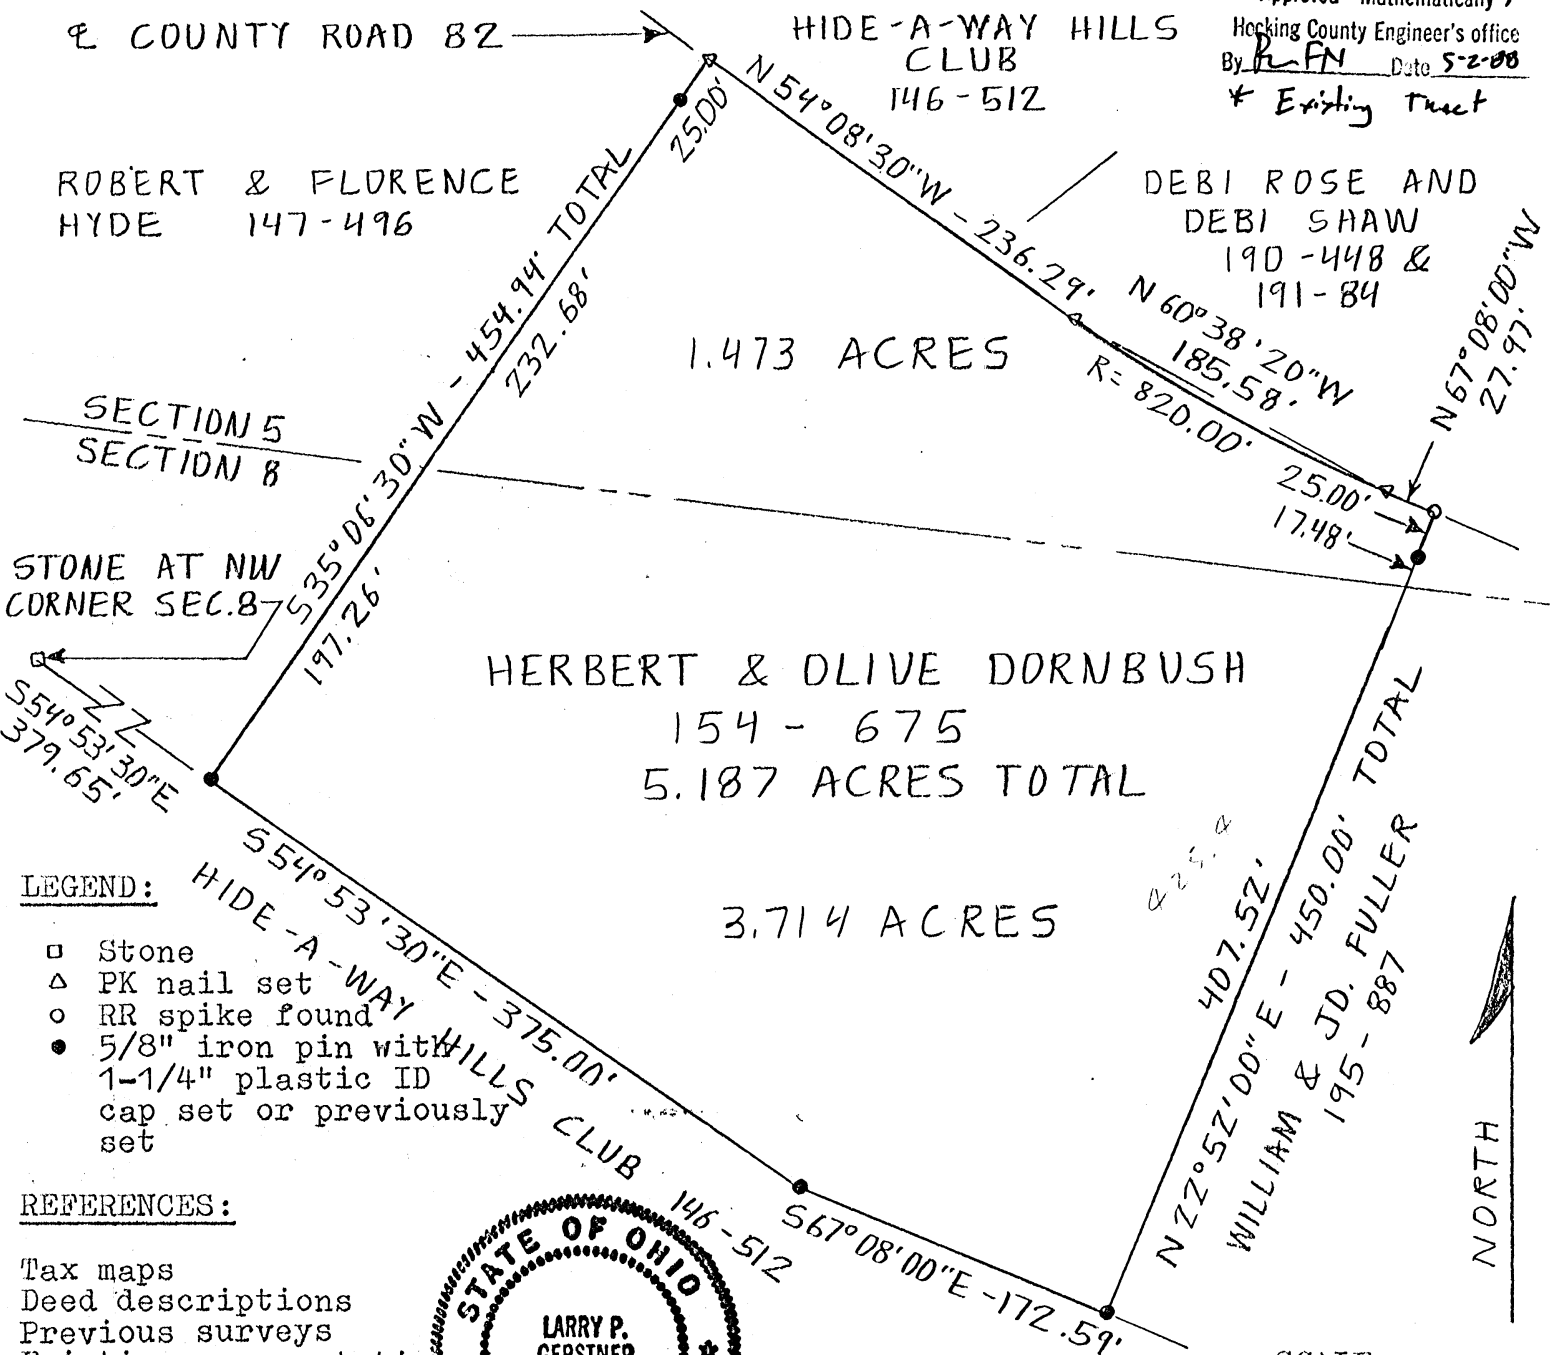 ℄ COUNTY ROAD 82
HIDE-A-WAY HILLS
CLUB
146-512
Approved Mathematically
Hocking County Engineer's office
By FN Date 5-2-88
* Existing Tract
ROBERT & FLORENCE
HYDE 147-496
25.00'
N 54°08'30"W - 236.29'
DEBI ROSE AND
DEBI SHAW
190-448 &
191-84
S35°06'30"W - 454.94' TOTAL
232.68'
197.26'
1.473 ACRES
N 60°38'20"W
185.58'
R= 820.00'
N67°08'00"W
27.97'
25.00'
17.48'
SECTION 5
SECTION 8
STONE AT NW
CORNER SEC.8
S54°53'30"E
379.65'
HERBERT & OLIVE DORNBUSH
154 - 675
5.187 ACRES TOTAL
3.714 ACRES
407.52'
N22°52'00"E - 450.00' TOTAL
WILLIAM & JD. FULLER
195-887
S54°53'30"E - 375.00'
HIDE-A-WAY HILLS CLUB 146-512
S67°08'00"E - 172.59'
LEGEND:
□ Stone
△ PK nail set
○ RR spike found
● 5/8" iron pin with
1-1/4" plastic ID
cap set or previously
set
REFERENCES:
Tax maps
Deed descriptions
Previous surveys
STATE OF OHIO
LARRY P.
GERSTNER
NORTH
SCALE